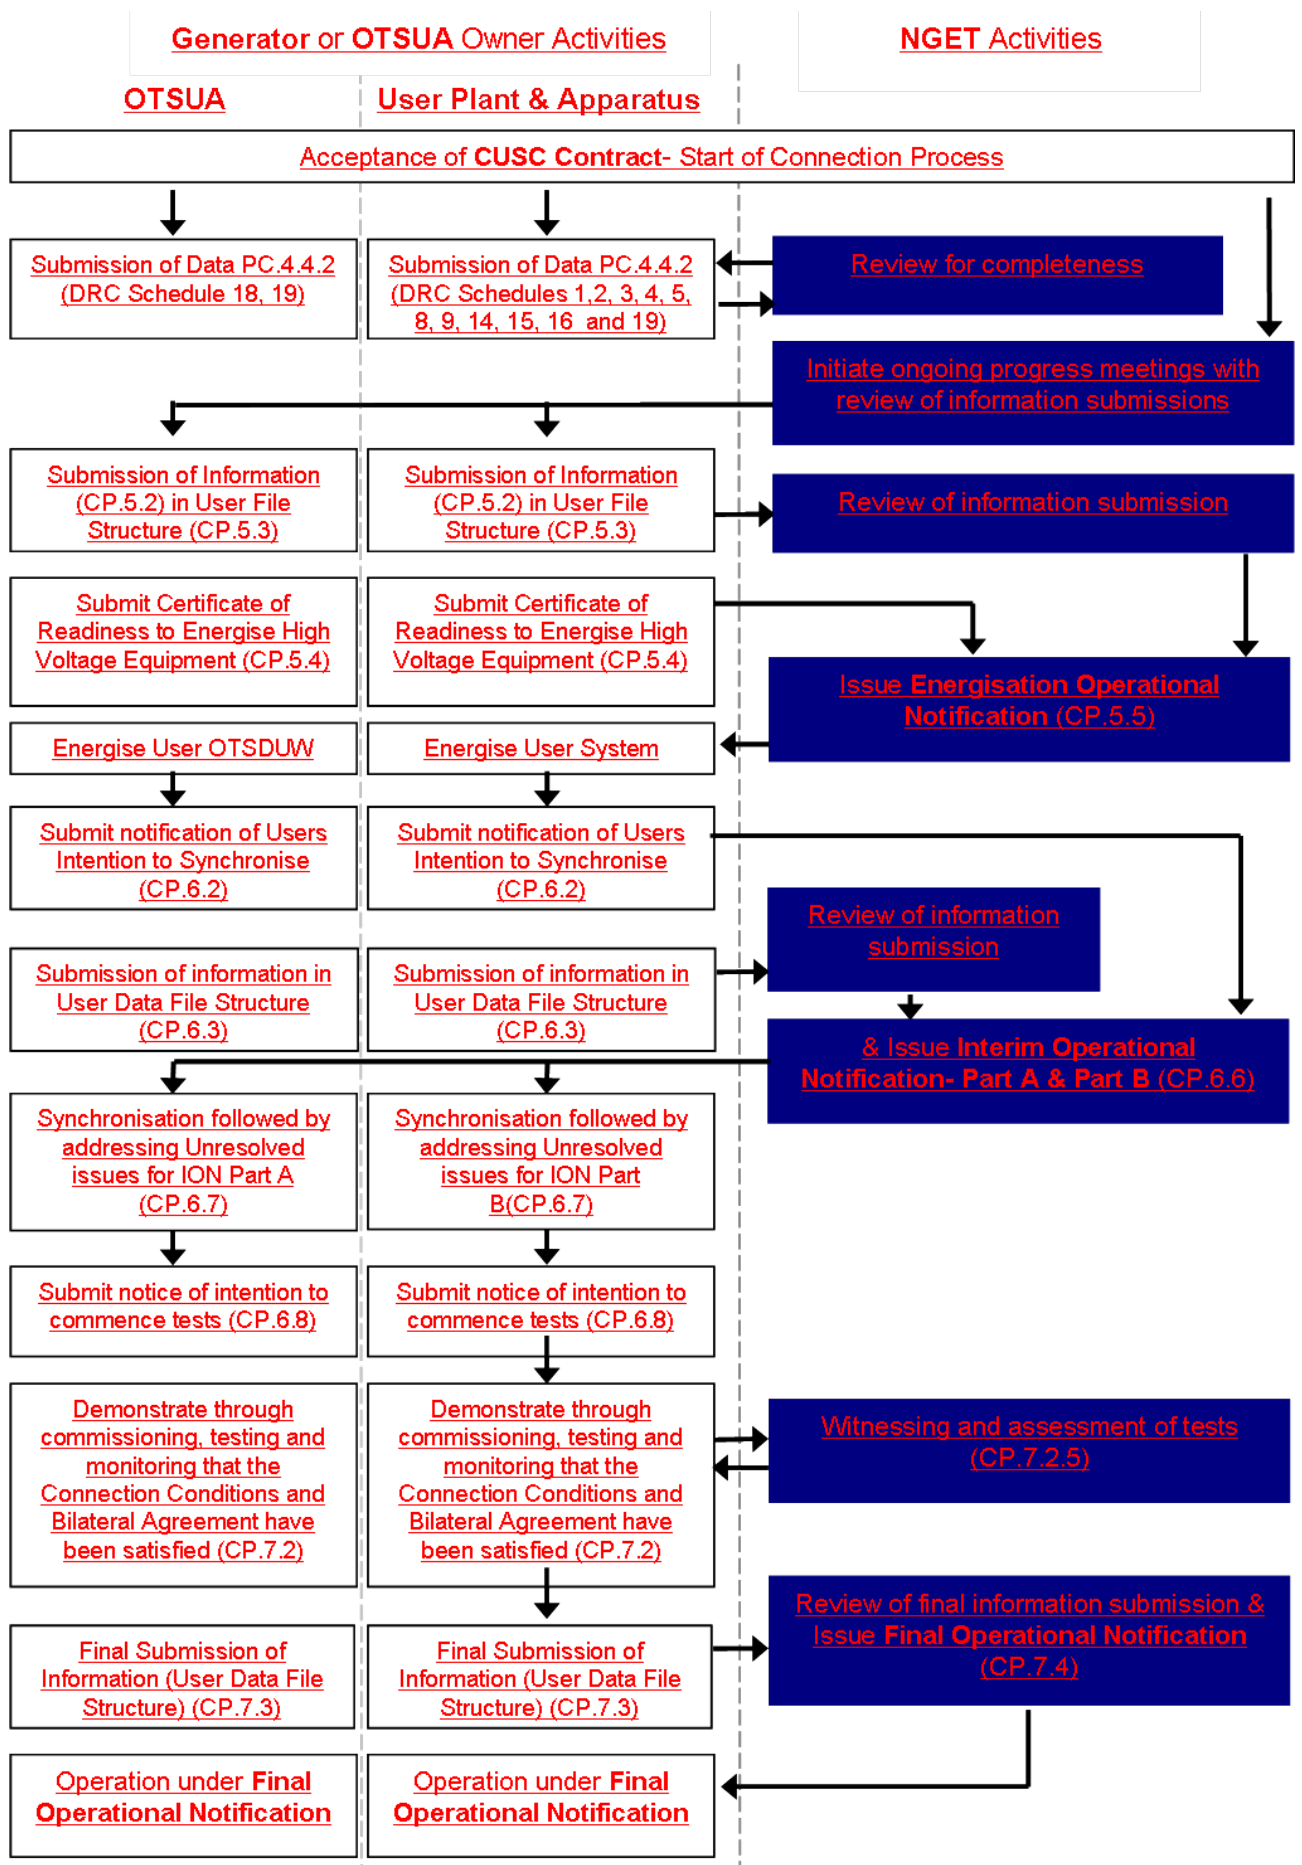 Generator or OTSUA Owner Activities
NGET Activities
OTSUA
User Plant & Apparatus
Acceptance of CUSC Contract- Start of Connection Process
Submission of Data PC.4.4.2
(DRC Schedule 18, 19)
Submission of Data PC.4.4.2
(DRC Schedules 1,2, 3, 4, 5,
8, 9, 14, 15, 16 and 19)
Review for completeness
Initiate ongoing progress meetings with
review of information submissions
Submission of Information
(CP.5.2) in User File
Structure (CP.5.3)
Submission of Information
(CP.5.2) in User File
Structure (CP.5.3)
Review of information submission
Submit Certificate of
Readiness to Energise High
Voltage Equipment (CP.5.4)
Submit Certificate of
Readiness to Energise High
Voltage Equipment (CP.5.4)
Issue Energisation Operational
Notification (CP.5.5)
Energise User OTSDUW
Energise User System
Submit notification of Users
Intention to Synchronise
(CP.6.2)
Submit notification of Users
Intention to Synchronise
(CP.6.2)
Review of information
submission
Submission of information in
User Data File Structure
(CP.6.3)
Submission of information in
User Data File Structure
(CP.6.3)
& Issue Interim Operational
Notification- Part A & Part B (CP.6.6)
Synchronisation followed by
addressing Unresolved
issues for ION Part A
(CP.6.7)
Synchronisation followed by
addressing Unresolved
issues for ION Part
B(CP.6.7)
Submit notice of intention to
commence tests (CP.6.8)
Submit notice of intention to
commence tests (CP.6.8)
Demonstrate through
commissioning, testing and
monitoring that the
Connection Conditions and
Bilateral Agreement have
been satisfied (CP.7.2)
Demonstrate through
commissioning, testing and
monitoring that the
Connection Conditions and
Bilateral Agreement have
been satisfied (CP.7.2)
Witnessing and assessment of tests
(CP.7.2.5)
Review of final information submission &
Issue Final Operational Notification
(CP.7.4)
Final Submission of
Information (User Data File
Structure) (CP.7.3)
Final Submission of
Information (User Data File
Structure) (CP.7.3)
Operation under Final
Operational Notification
Operation under Final
Operational Notification